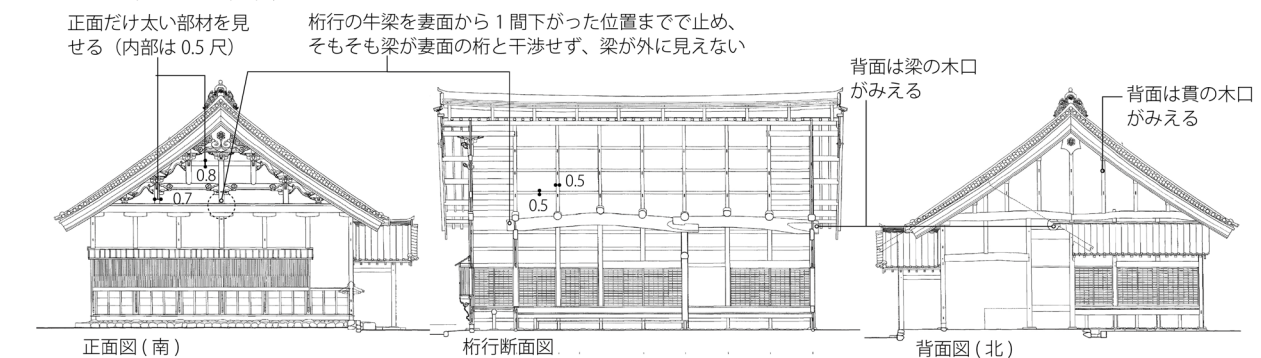 正面だけ太い部材を見
せる（内部は 0.5 尺）
桁行の牛梁を妻面から 1 間下がった位置までで止め、
そもそも梁が妻面の桁と干渉せず、梁が外に見えない
背面は梁の木口
がみえる
背面は貫の木口
がみえる
0.8
0.7
0.5
0.5
正面図 ( 南 )
桁行断面図
背面図 ( 北 )